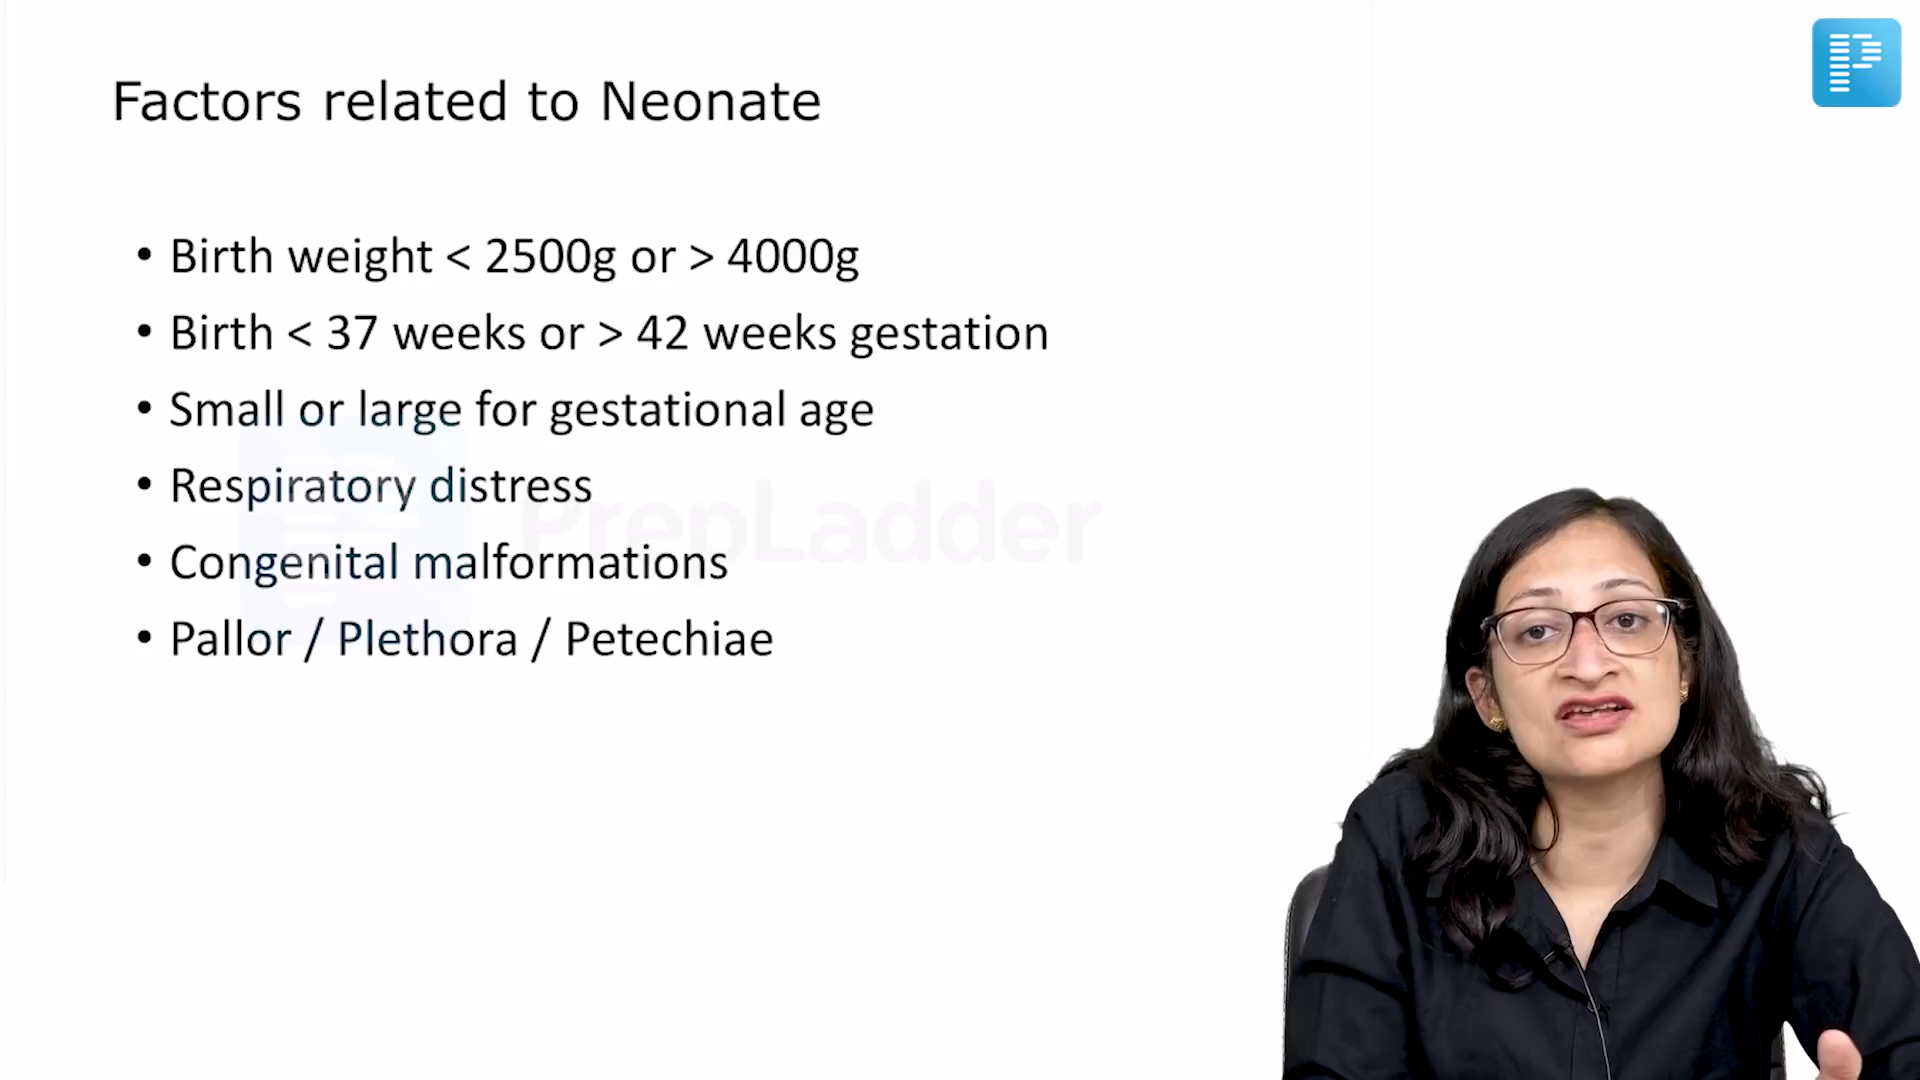 Factors related to Neonate
• Birth weight < 2500g or > 4000g
• Birth < 37 weeks or > 42 weeks gestation
• Small or large for gestational age
• Respiratory distress
PrepLadder
• Congenital malformations
• Pallor / Plethora / Petechiae